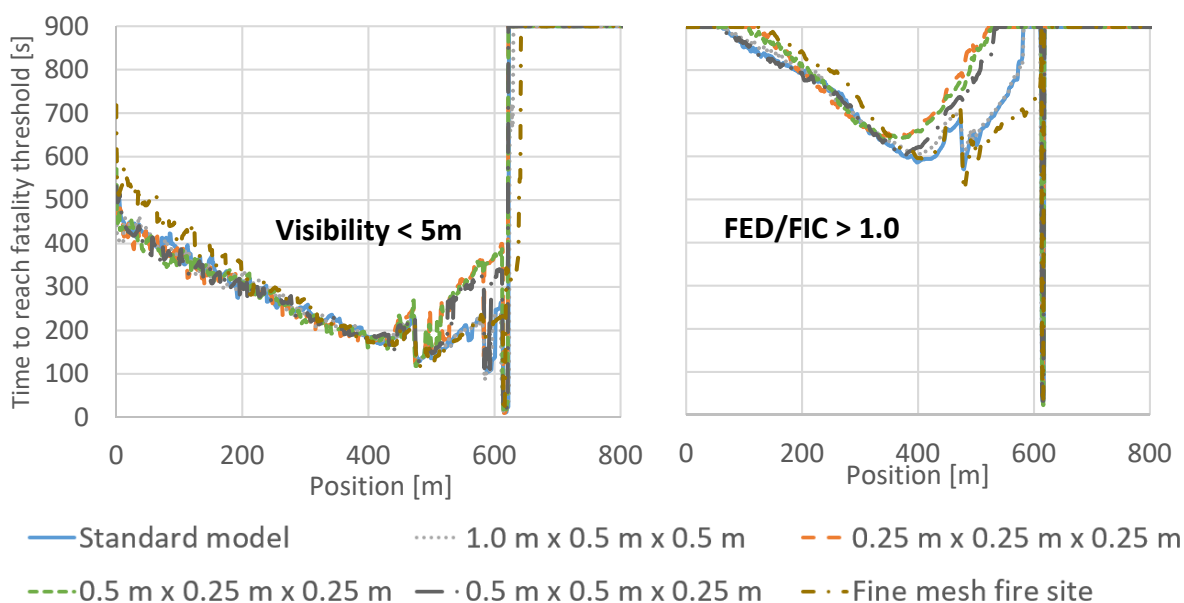 Time to reach fatality threshold [s]
900
800
700
600
500
400
300
200
100
0
Visibility < 5m
FED/FIC > 1.0
0 200 400 600 800
0 200 400 600 800
Position [m]
Position [m]
Standard model
1.0 m x 0.5 m x 0.5 m
0.25 m x 0.25 m x 0.25 m
0.5 m x 0.25 m x 0.25 m
0.5 m x 0.5 m x 0.25 m
Fine mesh fire site